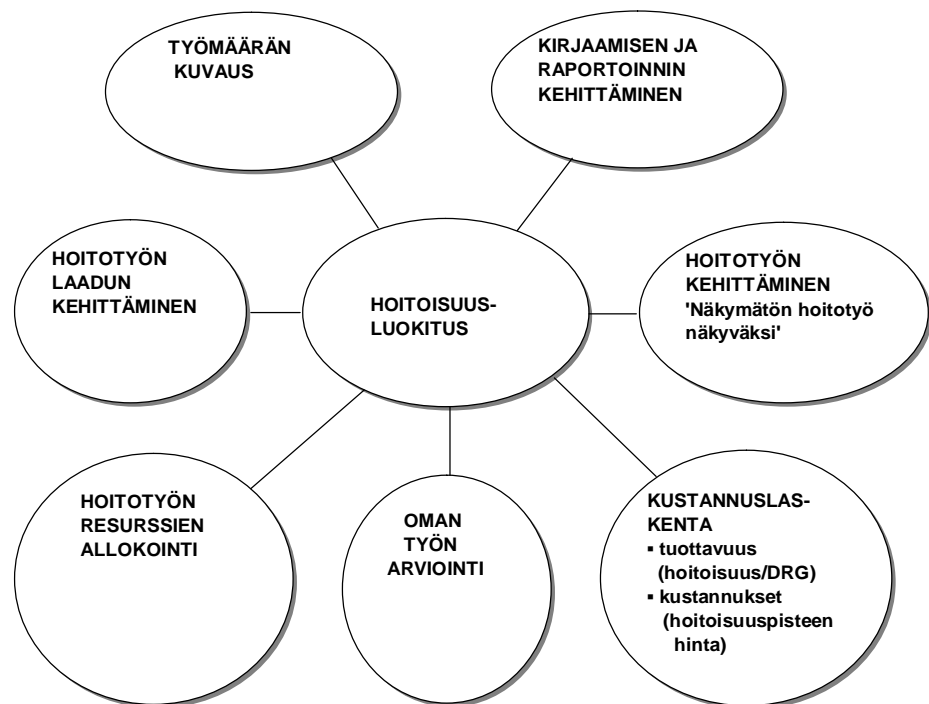 TYÖMÄÄRÄN
KUVAUS
KIRJAAMISEN JA
RAPORTOINNIN
KEHITTÄMINEN
HOITOTYÖN
LAADUN
KEHITTÄMINEN
HOITOISUUS-
LUOKITUS
HOITOTYÖN
KEHITTÄMINEN
'Näkymätön hoitotyö
näkyväksi'
HOITOTYÖN
RESURSSIEN
ALLOKOINTI
OMAN
TYÖN
ARVIOINTI
KUSTANNUSLAS-
KENTA
▪ tuottavuus
(hoitoisuus/DRG)
▪ kustannukset
(hoitoisuuspisteen
hinta)